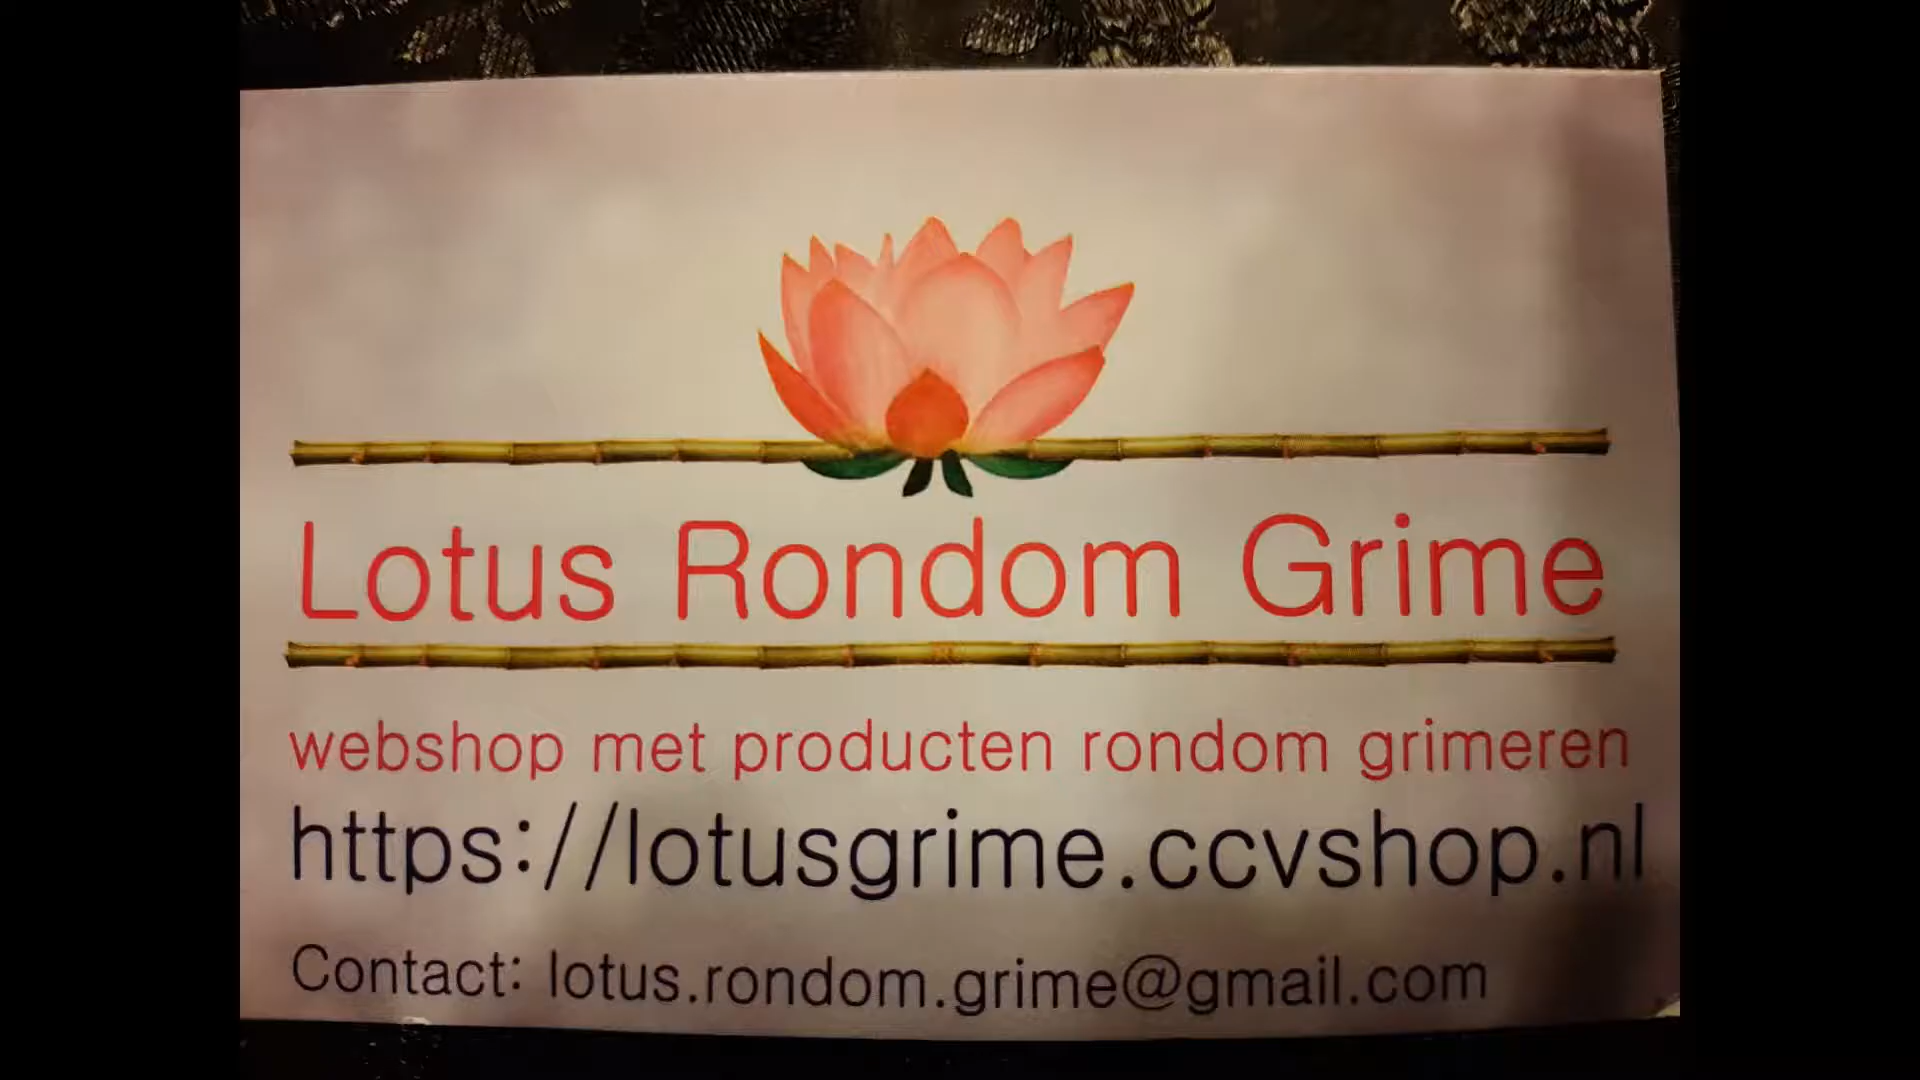 Lotus Rondom Grime
webshop met producten rondom grimeren
https://lotusgrime.ccvshop.nl
Contact: lotus.rondom.grime@gmail.com